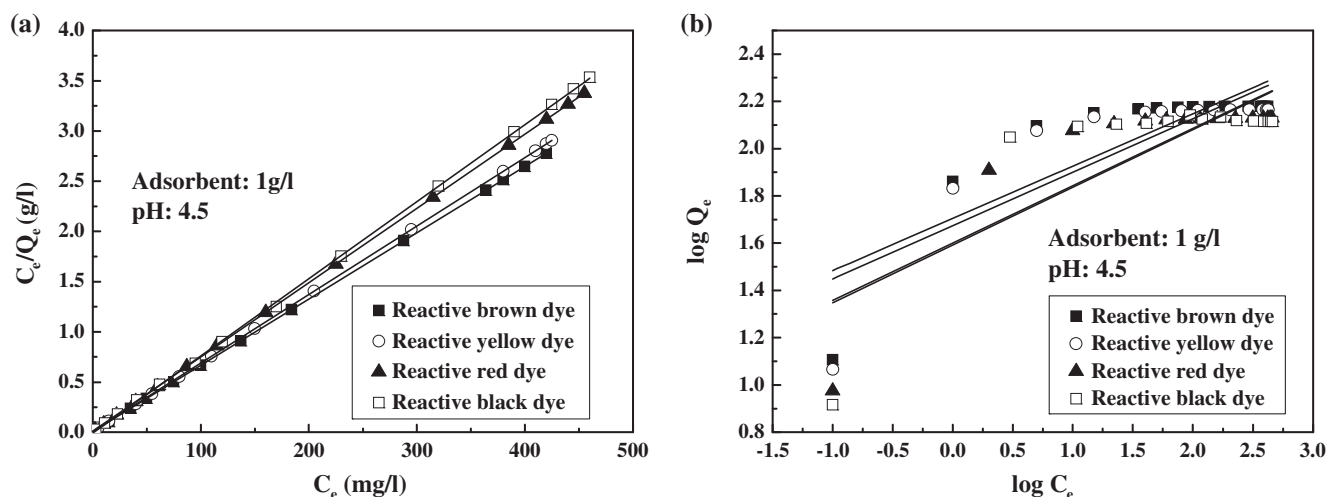 (a)
4.0
3.5
3.0
2.5
2.0
1.5
1.0
0.5
0.0
C_e/Q_e (g/l)
Adsorbent: 1g/l
pH: 4.5
Reactive brown dye
Reactive yellow dye
Reactive red dye
Reactive black dye
0 100 200 300 400 500
C_e (mg/l)
(b)
2.4
2.2
2.0
1.8
1.6
1.4
1.2
1.0
0.8
log Q_e
Adsorbent: 1 g/l
pH: 4.5
Reactive brown dye
Reactive yellow dye
Reactive red dye
Reactive black dye
-1.5 -1.0 -0.5 0.0 0.5 1.0 1.5 2.0 2.5 3.0
log C_e